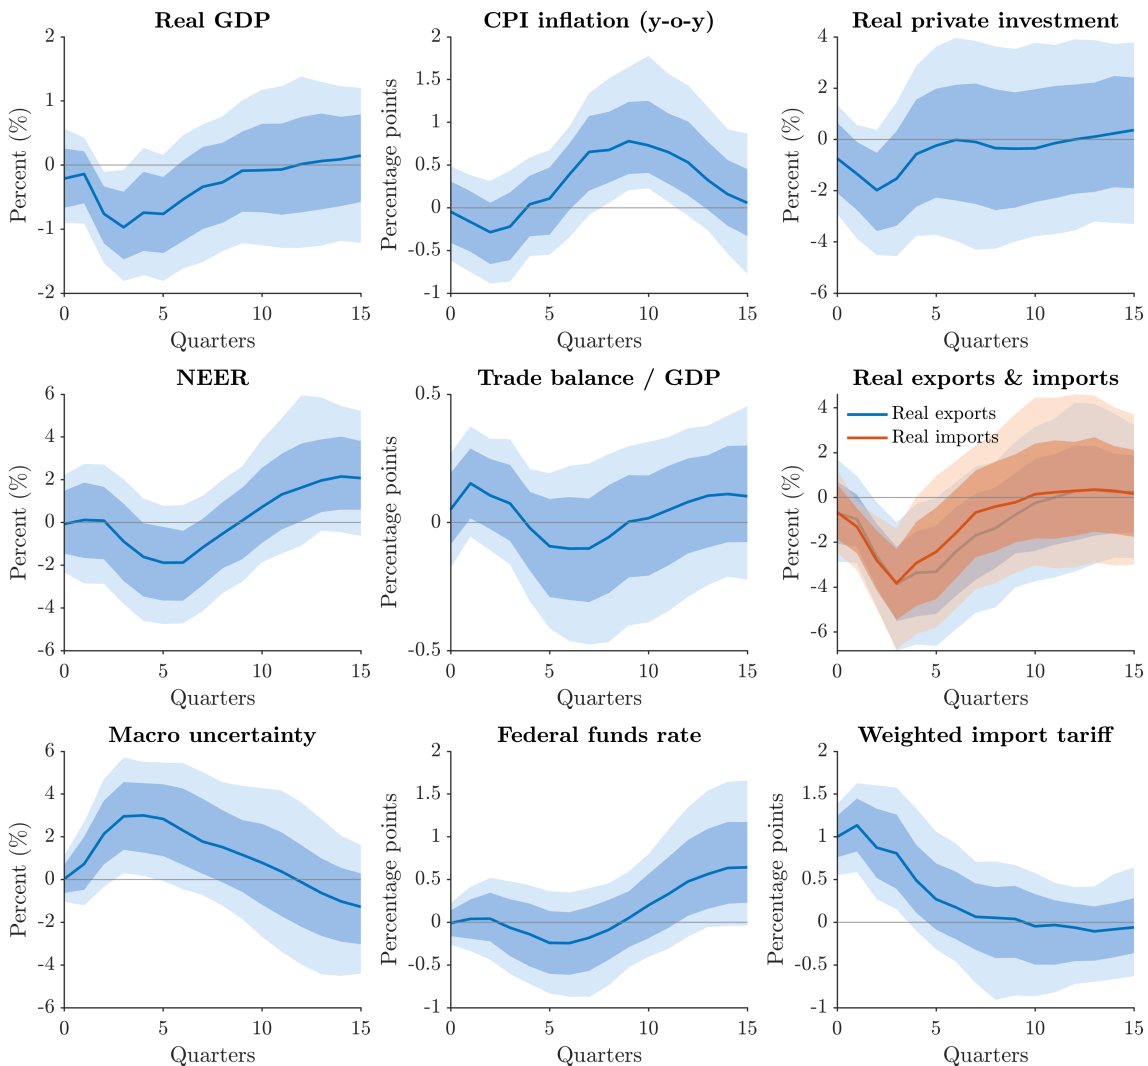 Real GDP
Percent (%)
2
1
0
-1
-2
0 5 10 15
Quarters
CPI inflation (y-o-y)
Percentage points
2
1.5
1
0.5
0
-0.5
-1
0 5 10 15
Quarters
Real private investment
Percent (%)
4
2
0
-2
-4
-6
0 5 10 15
Quarters
NEER
Percent (%)
6
4
2
0
-2
-4
-6
0 5 10 15
Quarters
Trade balance / GDP
Percentage points
0.5
0
-0.5
0 5 10 15
Quarters
Real exports & imports
Percent (%)
4
2
0
-2
-4
-6
Real exports
Real imports
0 5 10 15
Quarters
Macro uncertainty
Percent (%)
6
4
2
0
-2
-4
-6
0 5 10 15
Quarters
Federal funds rate
Percentage points
2
1.5
1
0.5
0
-0.5
-1
0 5 10 15
Quarters
Weighted import tariff
Percentage points
2
1.5
1
0.5
0
-0.5
-1
0 5 10 15
Quarters